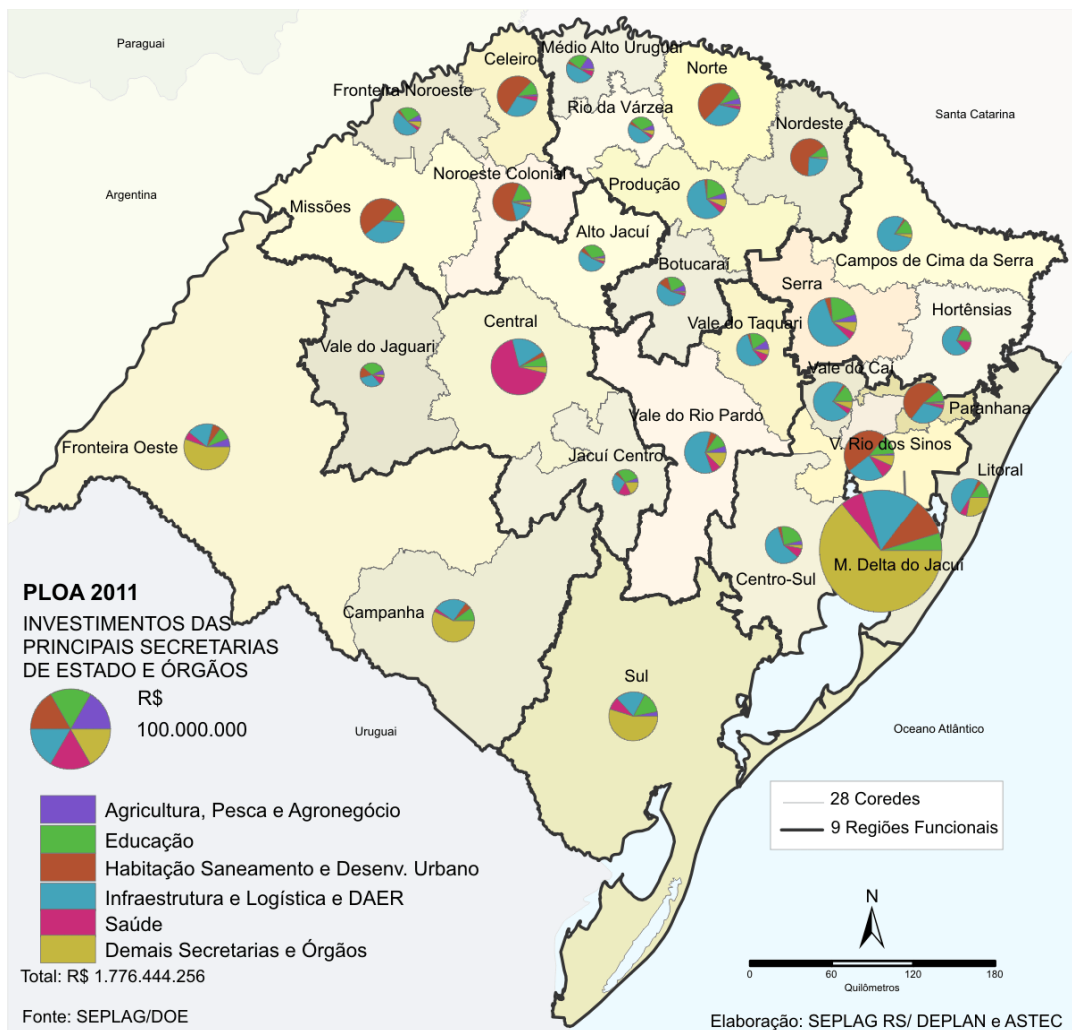 Paraguai
Médio Alto Uruguai
Celeiro
Norte
Fronteira Noroeste
Rio da Várzea
Santa Catarina
Nordeste
Argentina
Noroeste Colonial
Produção
Missões
Alto Jacuí
Botucaraí
Campos de Cima da Serra
Serra
Central
Hortênsias
Vale do Taquari
Vale do Jaguari
Vale do Caí
Vale do Rio Pardo
Paranhana
Fronteira Oeste
V. Rio dos Sinos
Jacuí Centro
Litoral
M. Delta do Jacuí
Centro-Sul
Campanha
Sul
Uruguai
Oceano Atlântico
PLOA 2011
INVESTIMENTOS DAS
PRINCIPAIS SECRETARIAS
DE ESTADO E ÓRGÃOS
R$
100.000.000
Agricultura, Pesca e Agronegócio
Educação
Habitação Saneamento e Desenv. Urbano
Infraestrutura e Logística e DAER
Saúde
Demais Secretarias e Órgãos
Total: R$ 1.776.444.256
Fonte: SEPLAG/DOE
28 Coredes
9 Regiões Funcionais
N
0 60 120 180
Quilômetros
Elaboração: SEPLAG RS/ DEPLAN e ASTEC